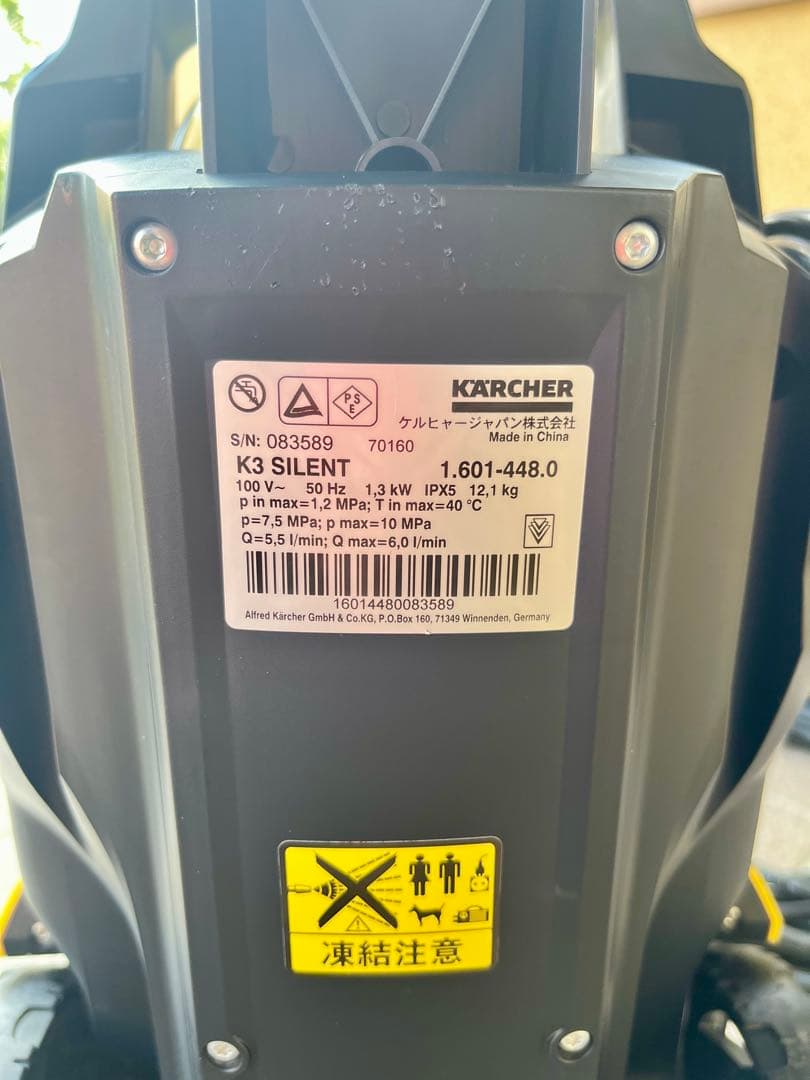 P S E
KÄRCHER
ケルヒャージャパン株式会社
Made in China
S/N: 083589 70160
K3 SILENT 1.601-448.0
100 V~ 50 Hz 1,3 kW IPX5 12,1 kg
p in max=1,2 MPa; T in max=40 °C
p=7,5 MPa; p max=10 MPa
Q=5,5 l/min; Q max=6,0 l/min
16014480083589
Alfred Kärcher GmbH & Co.KG, P.O.Box 160, 71349 Winnenden, Germany
凍結注意